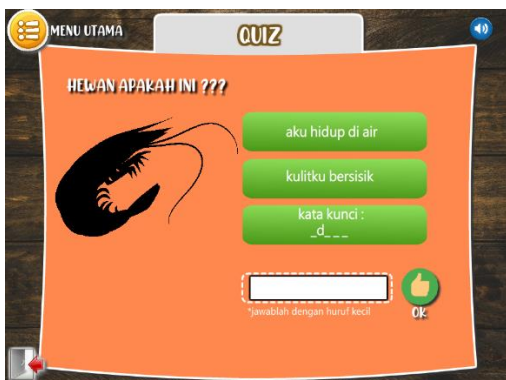 MENU UTAMA
QUIZ
HEWAN APAKAH INI ???
aku hidup di air
kulitku bersisik
kata kunci :
_d_ _ _
*jawablah dengan huruf kecil
OK